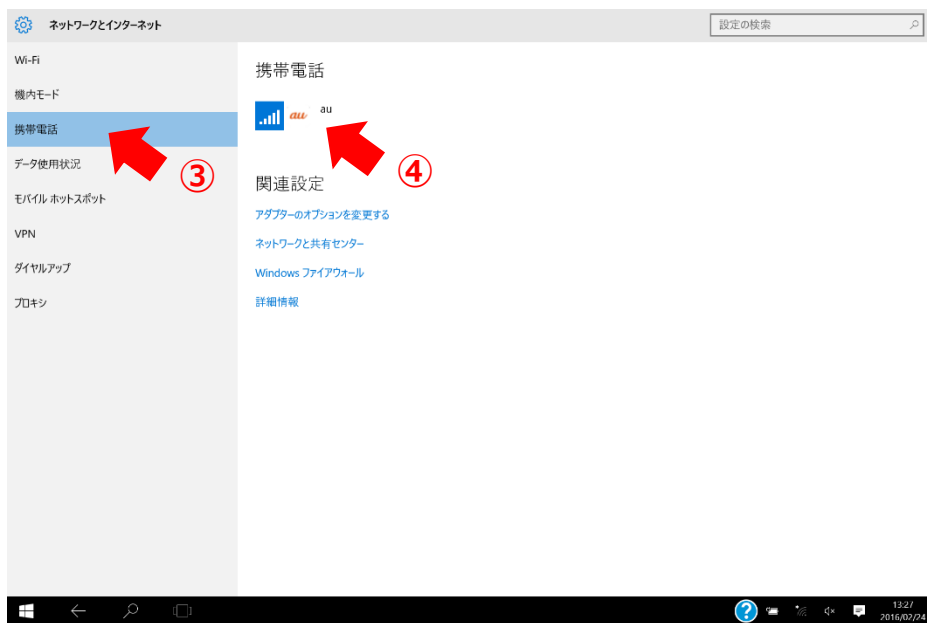 ネットワークとインターネット
設定の検索
Wi-Fi
機内モード
携帯電話
データ使用状況
モバイル ホットスポット
VPN
ダイヤルアップ
プロキシ
③
携帯電話
au au
④
関連設定
アダプターのオプションを変更する
ネットワークと共有センター
Windows ファイアウォール
詳細情報
?
13:27
2016/02/24